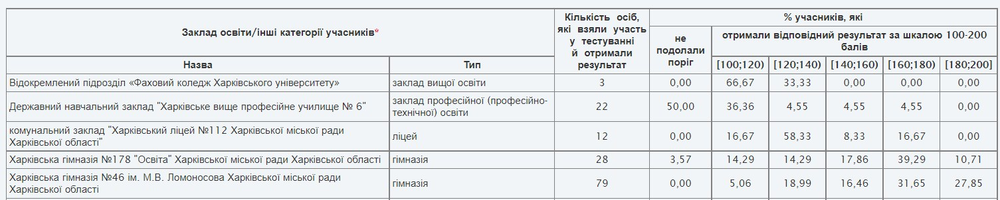 Заклад освіти/інші категорії учасників*
Кількість осіб,
які взяли участь
у тестуванні
й отримали
результат
% учасників, які
не
подолали
поріг
отримали відповідний результат за шкалою 100-200
балів
Назва
Тип
[100;120)
[120;140)
[140;160)
[160;180)
[180;200]
Відокремлений підрозділ «Фаховий коледж Харківського університету»
заклад вищої освіти
3
0,00
66,67
33,33
0,00
0,00
0,00
Державний навчальний заклад "Харківське вище професійне училище № 6"
заклад професійної (професійно-
технічної) освіти
22
50,00
36,36
4,55
4,55
4,55
0,00
комунальний заклад "Харківський ліцей №112 Харківської міської ради
Харківської області"
ліцей
12
0,00
16,67
58,33
8,33
16,67
0,00
Харківська гімназія №178 "Освіта" Харківської міської ради Харківської області
гімназія
28
3,57
14,29
14,29
17,86
39,29
10,71
Харківська гімназія №46 ім. М.В. Ломоносова Харківської міської ради
Харківської області
гімназія
79
0,00
5,06
18,99
16,46
31,65
27,85